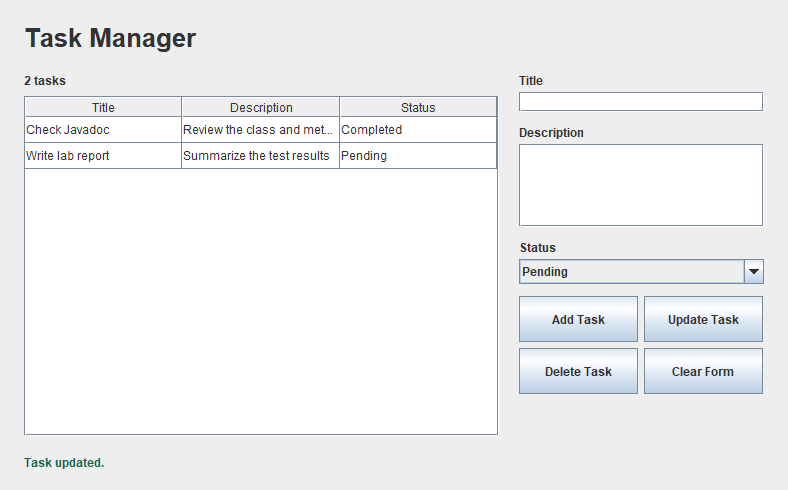 Task Manager
2 tasks
Title Description Status
Check Javadoc Review the class and met... Completed
Write lab report Summarize the test results Pending
Title
Description
Status
Pending
Add Task Update Task
Delete Task Clear Form
Task updated.